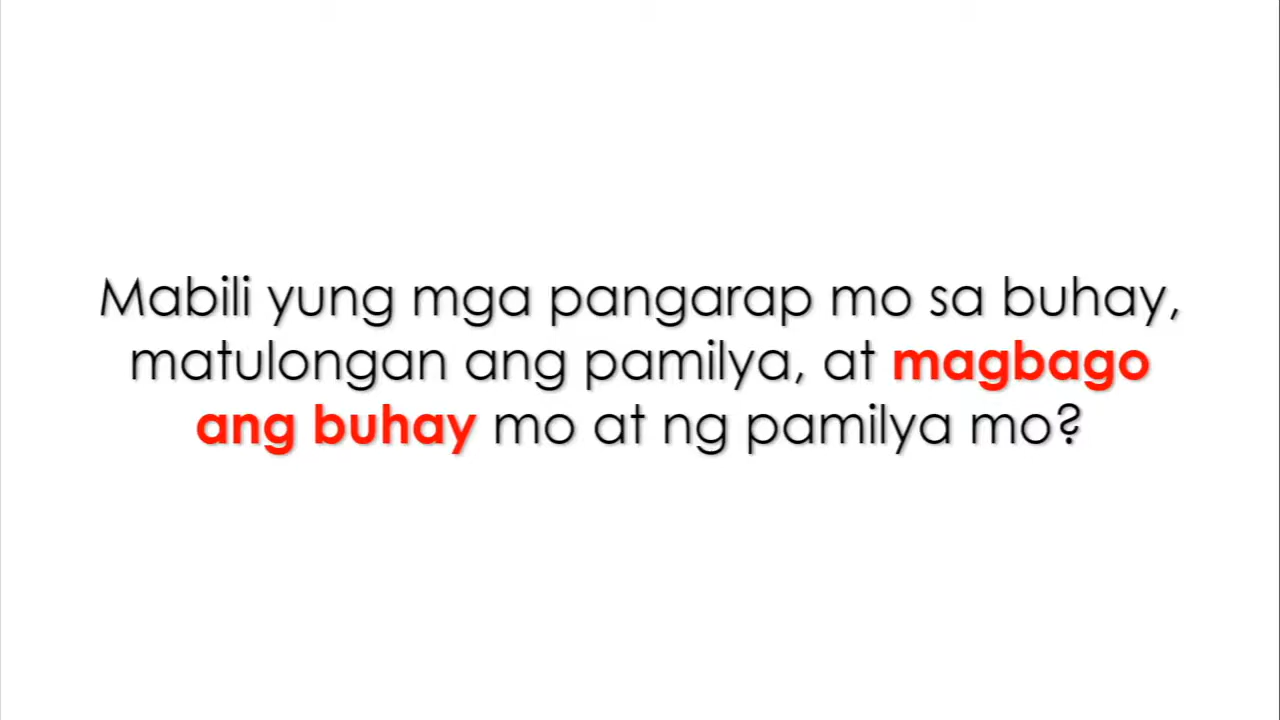 Mabili yung mga pangarap mo sa buhay,
matulongan ang pamilya, at magbago
ang buhay mo at ng pamilya mo?